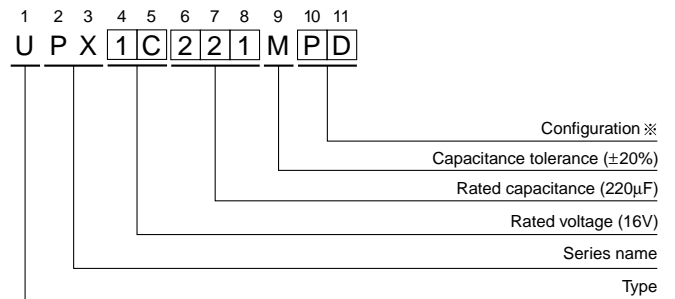 1 2 3 4 5 6 7 8 9 10 11
U P X 1 C 2 2 1 M P D
Configuration ※
Capacitance tolerance (±20%)
Rated capacitance (220µF)
Rated voltage (16V)
Series name
Type